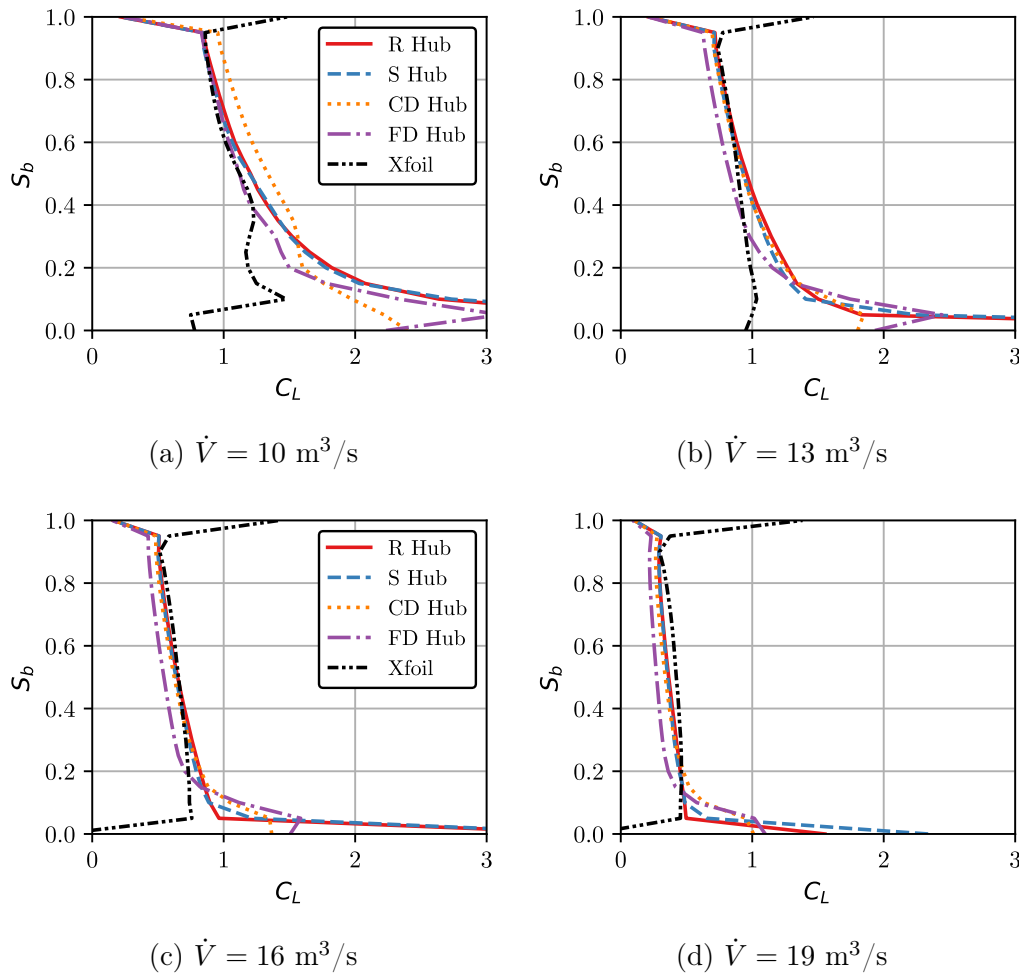 1.0
0.8
0.6
0.4
0.2
0.0
S_b
0 1 2 3
C_L
R Hub
S Hub
CD Hub
FD Hub
Xfoil
(a) V̇ = 10 m³/s
1.0
0.8
0.6
0.4
0.2
0.0
S_b
0 1 2 3
C_L
(b) V̇ = 13 m³/s
1.0
0.8
0.6
0.4
0.2
0.0
S_b
0 1 2 3
C_L
R Hub
S Hub
CD Hub
FD Hub
Xfoil
(c) V̇ = 16 m³/s
1.0
0.8
0.6
0.4
0.2
0.0
S_b
0 1 2 3
C_L
(d) V̇ = 19 m³/s